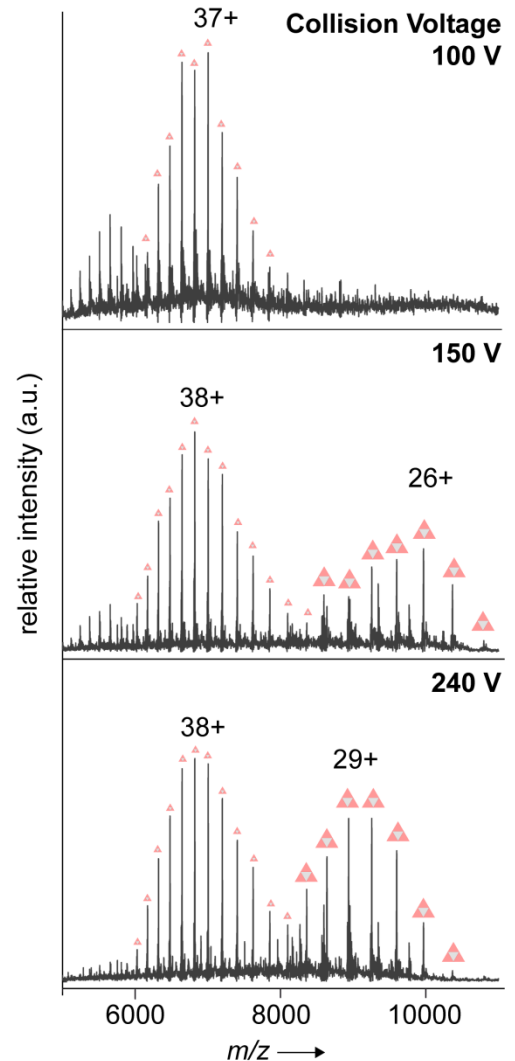 37+
Collision Voltage
100 V
150 V
38+
26+
240 V
38+
29+
relative intensity (a.u.)
6000 8000 10000
m/z →